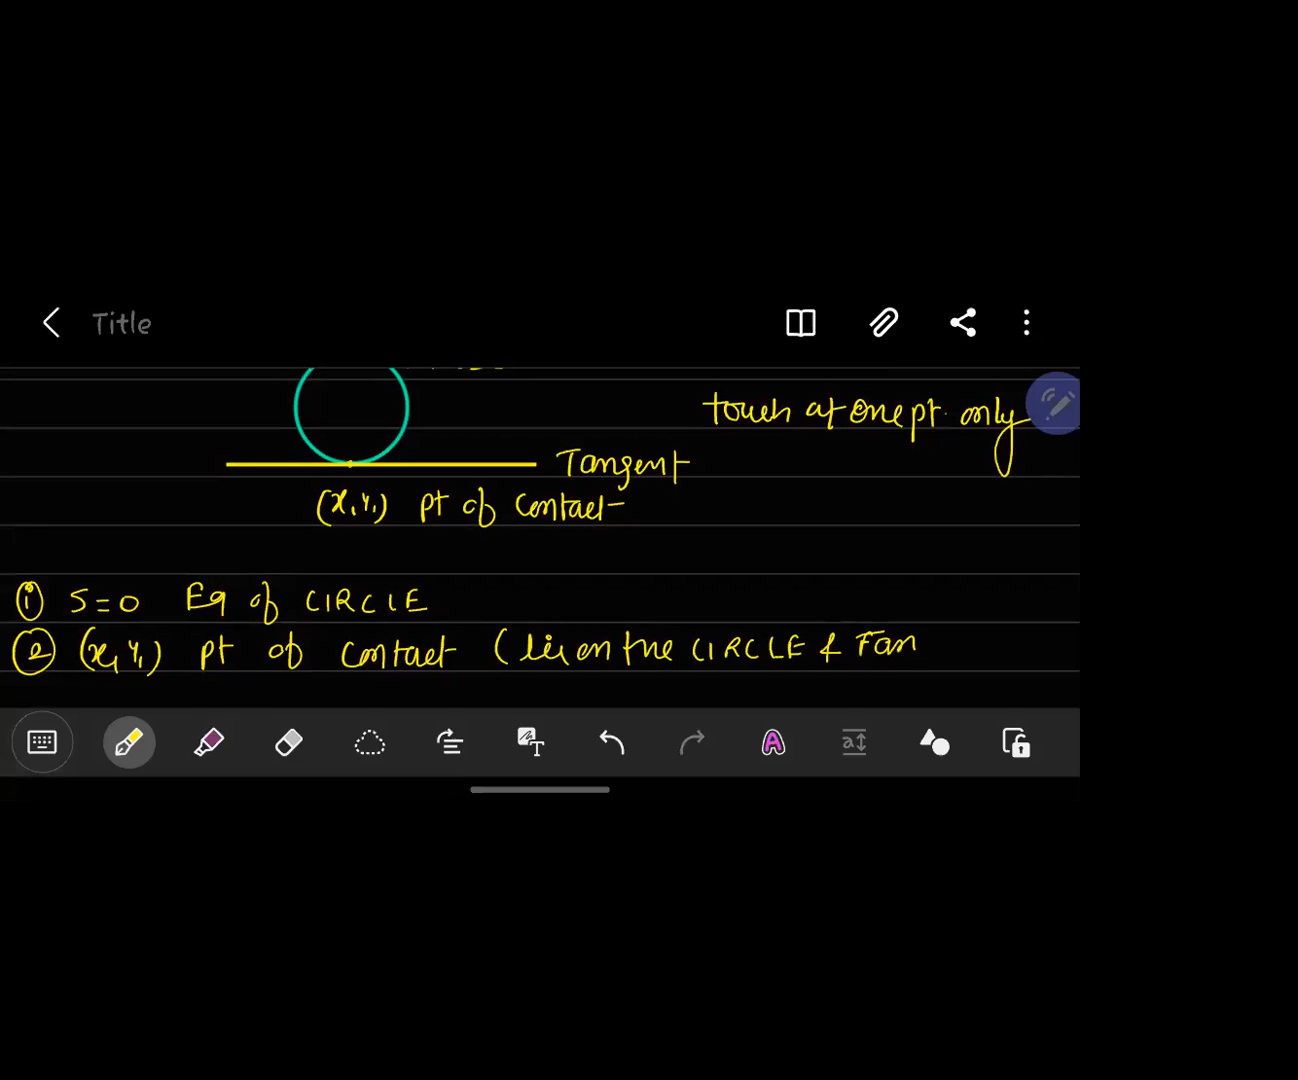 Title
touch at one pt. only
Tangent
(x₁ y₁) pt of contact
① S=0 Eq of CIRCLE
② (x₁ y₁) pt of contact (lie on the CIRCLE & Tan